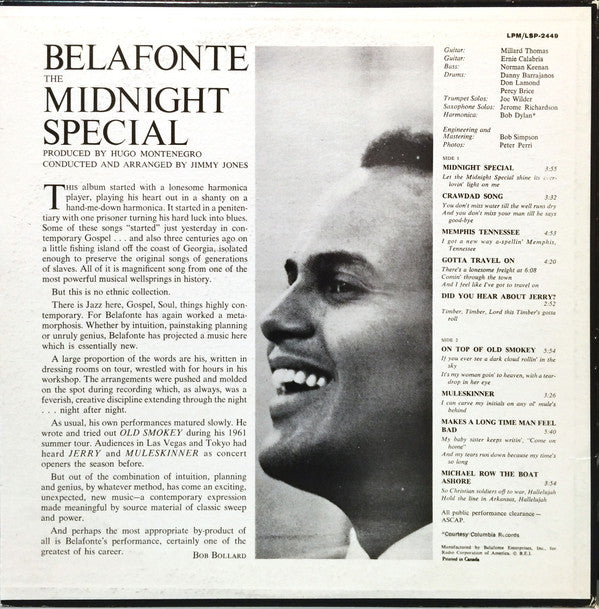 LPM/LSP-2449
BELAFONTE
THE
MIDNIGHT
SPECIAL
PRODUCED BY HUGO MONTENEGRO
CONDUCTED AND ARRANGED BY JIMMY JONES
THIS album started with a lonesome harmonica
player, playing his heart out in a shanty on a
hand-me-down harmonica. It started in a peniten-
tiary with one prisoner turning his hard luck into blues.
Some of these songs "started" just yesterday in con-
temporary Gospel . . . and also three centuries ago on
a little fishing island off the coast of Georgia, isolated
enough to preserve the original songs of generations
of slaves. All of it is magnificent song from one of the
most powerful musical wellsprings in history.
But this is no ethnic collection.
There is Jazz here, Gospel, Soul, things highly con-
temporary. For Belafonte has again worked a meta-
morphosis. Whether by intuition, painstaking planning
or unruly genius, Belafonte has projected a music here
which is essentially new.
A large proportion of the words are his, written in
dressing rooms on tour, wrestled with for hours in his
workshop. The arrangements were pushed and molded
on the spot during recording which, as always, was a
feverish, creative discipline extending through the night
. . . night after night.
As usual, his own performances matured slowly. He
wrote and tried out OLD SMOKEY during his 1961
summer tour. Audiences in Las Vegas and Tokyo had
heard JERRY and MULESKINNER as concert
openers the season before.
But out of the combination of intuition, planning
and genius, by whatever method, has come an exciting,
unexpected, new music—a contemporary expression
made meaningful by source material of classic sweep
and power.
And perhaps the most appropriate by-product of
all is Belafonte's performance, certainly one of the
greatest of his career.
BOB BOLLARD
Guitar: Millard Thomas
Guitar: Ernie Calabria
Bass: Norman Keenan
Drums: Danny Barrajanos
Don Lamond
Percy Brice
Trumpet Solos: Joe Wilder
Saxophone Solos: Jerome Richardson
Harmonica: Bob Dylan*
Engineering and
Mastering: Bob Simpson
Photos: Peter Perri
SIDE 1
MIDNIGHT SPECIAL 3:55
Let the Midnight Special shine its ever-
lovin' light on me
CRAWDAD SONG 3:32
You don't miss water till the well runs dry
And you don't miss your man till he says
good-bye
MEMPHIS TENNESSEE 4:53
I got a new way a-spellin' Memphis,
Tennessee
GOTTA TRAVEL ON 4:20
There's a lonesome freight at 6:08
Comin' through the town
And I feel like I've got to travel on
DID YOU HEAR ABOUT JERRY?
2:52
Timber, Timber, Lord this Timber's gotta
roll
SIDE 2
ON TOP OF OLD SMOKEY 5:54
If you ever see a dark cloud rollin' in the
sky
It's my woman goin' to heaven, with a tear-
drop in her eye
MULESKINNER 3:26
I can carve my initials on any ol' mule's
behind
MAKES A LONG TIME MAN FEEL
BAD 5:40
My baby sister keeps writin', "Come on
home"
And my tears run down because my time's
so long
MICHAEL ROW THE BOAT
ASHORE 3:54
So Christian soldiers off to war, Hallelujah
Hold the line in Arkansas, Hallelujah
All public performance clearance—
ASCAP.
*Courtesy Columbia Records
Manufactured by Belafonte Enterprises, Inc., for
Radio Corporation of America. © B.E.I.
Printed in Canada